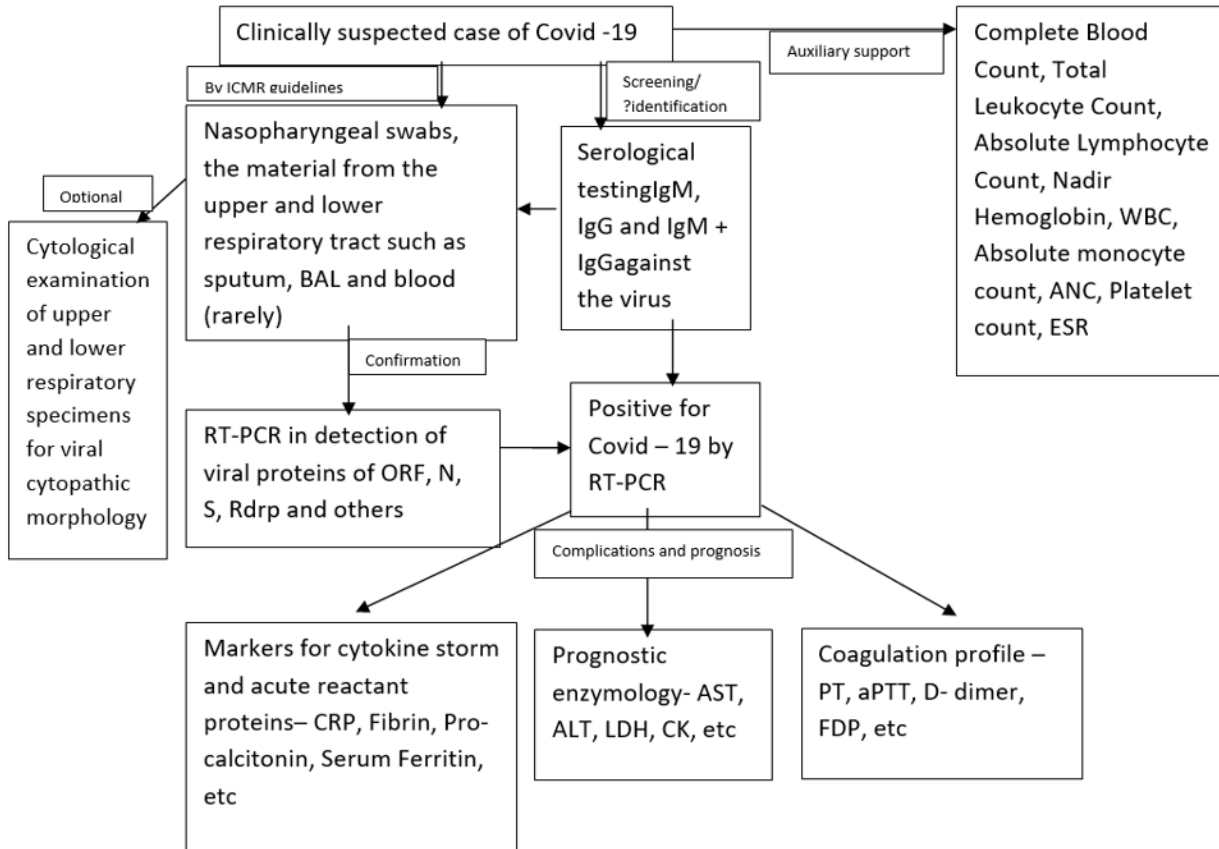 Clinically suspected case of Covid -19
Auxiliary support
Complete Blood
Count, Total
Leukocyte Count,
Absolute Lymphocyte
Count, Nadir
Hemoglobin, WBC,
Absolute monocyte
count, ANC, Platelet
count, ESR
By ICMR guidelines
Screening/
?identification
Nasopharyngeal swabs,
the material from the
upper and lower
respiratory tract such as
sputum, BAL and blood
(rarely)
Serological
testingIgM,
IgG and IgM +
IgGagainst
the virus
Optional
Cytological
examination
of upper
and lower
respiratory
specimens
for viral
cytopathic
morphology
Confirmation
RT-PCR in detection of
viral proteins of ORF, N,
S, Rdrp and others
Positive for
Covid – 19 by
RT-PCR
Complications and prognosis
Markers for cytokine storm
and acute reactant
proteins– CRP, Fibrin, Pro-
calcitonin, Serum Ferritin,
etc
Prognostic
enzymology- AST,
ALT, LDH, CK, etc
Coagulation profile –
PT, aPTT, D- dimer,
FDP, etc